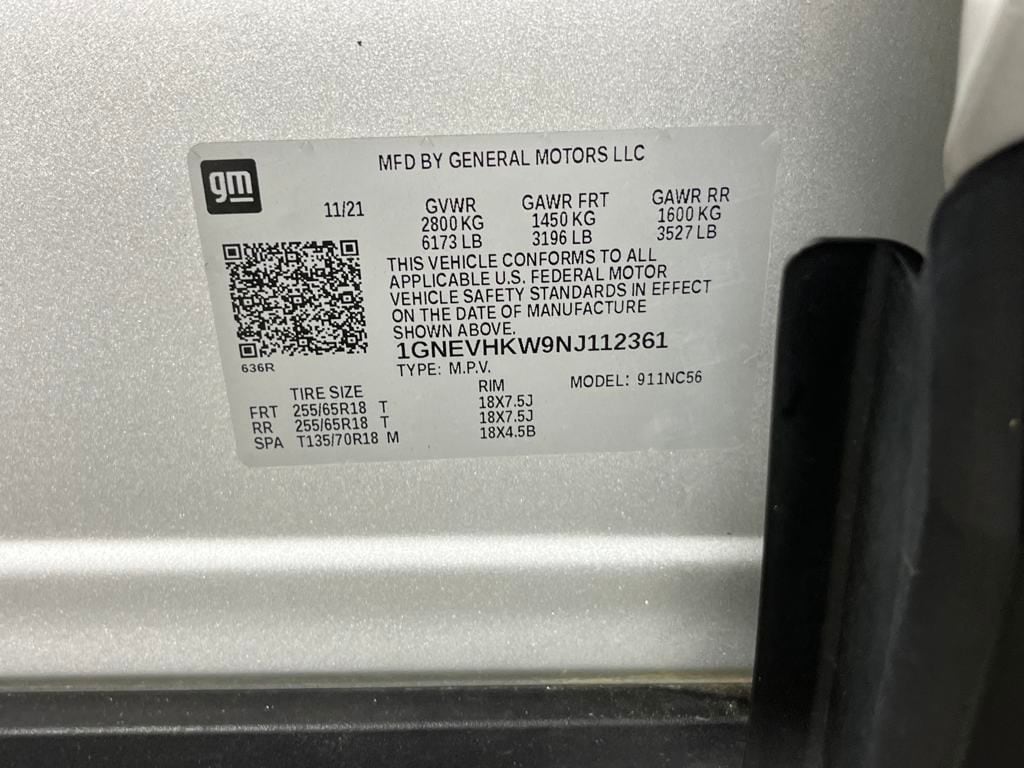 gm
MFD BY GENERAL MOTORS LLC
11/21
GVWR GAWR FRT GAWR RR
2800 KG 1450 KG 1600 KG
6173 LB 3196 LB 3527 LB
THIS VEHICLE CONFORMS TO ALL
APPLICABLE U.S. FEDERAL MOTOR
VEHICLE SAFETY STANDARDS IN EFFECT
ON THE DATE OF MANUFACTURE
SHOWN ABOVE.
1GNEVHKW9NJ112361
636R
TYPE: M.P.V. MODEL: 911NC56
TIRE SIZE RIM
FRT 255/65R18 T 18X7.5J
RR 255/65R18 T 18X7.5J
SPA T135/70R18 M 18X4.5B